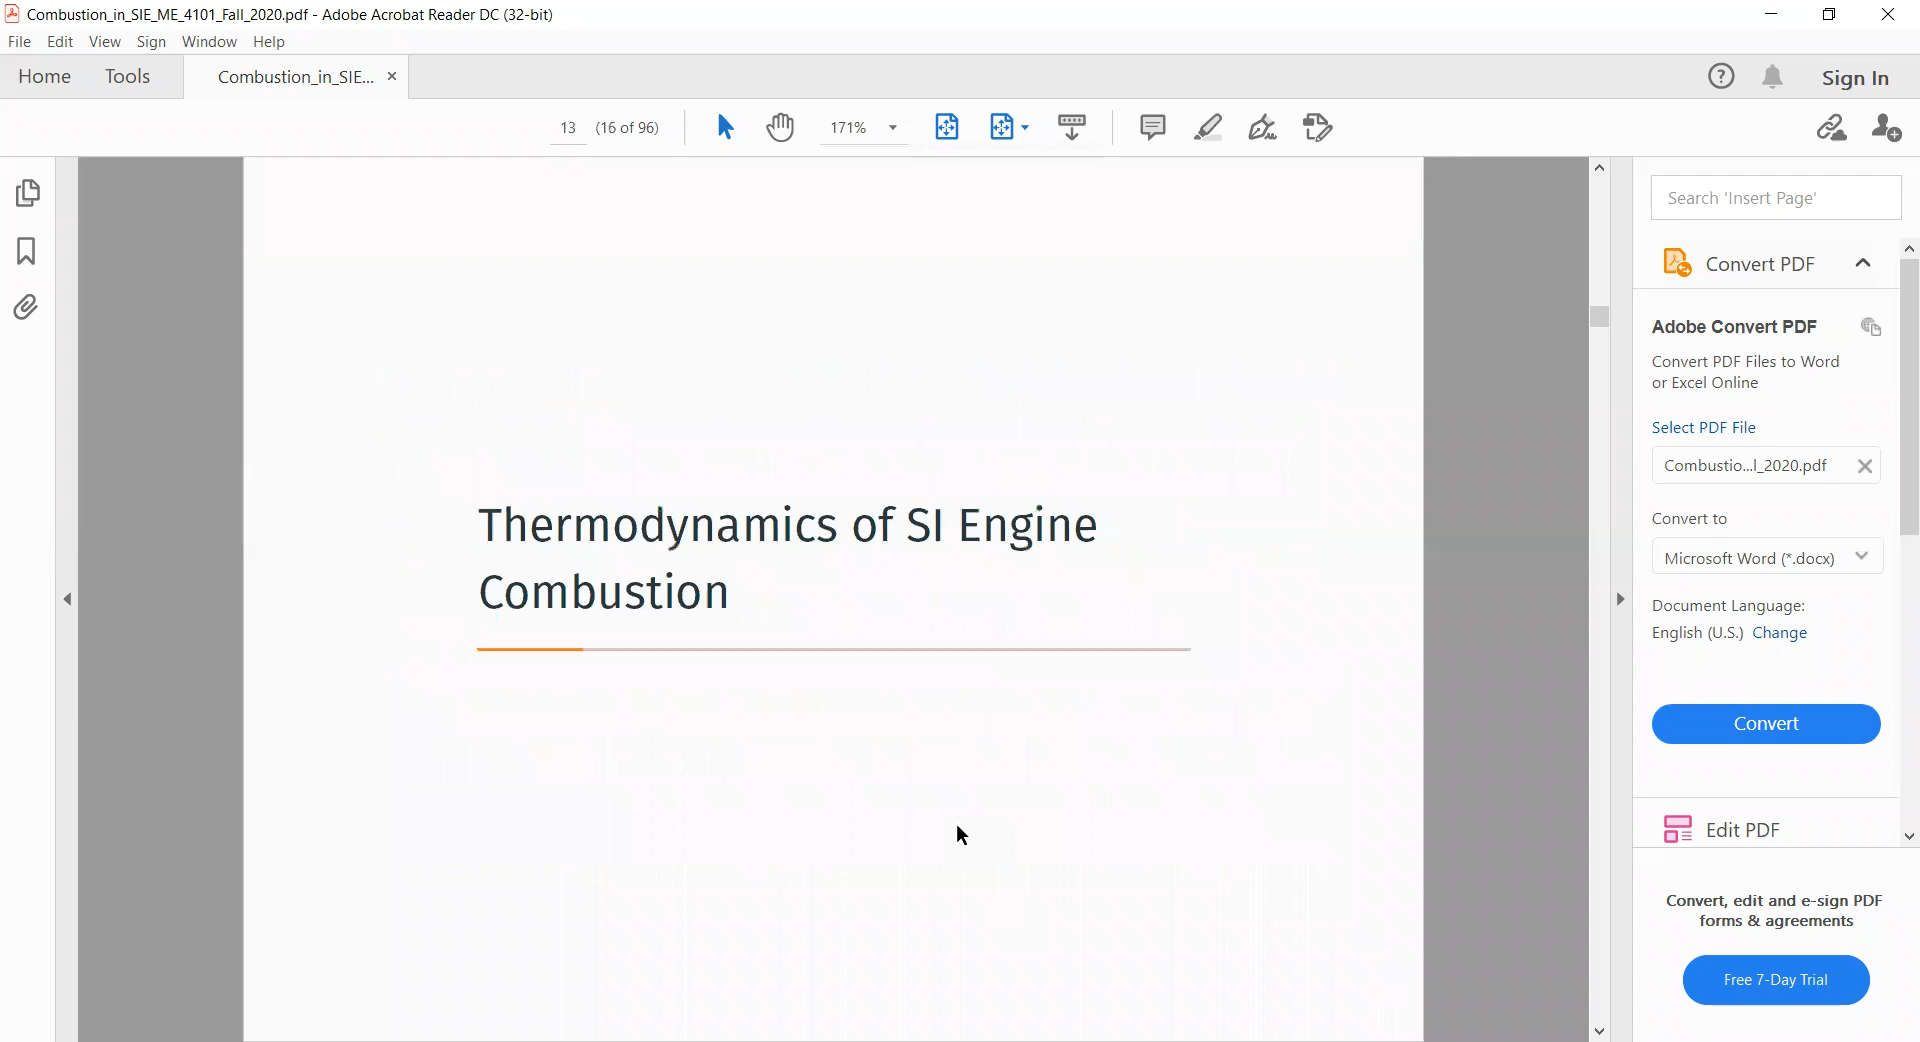 Combustion_in_SIE_ME_4101_Fall_2020.pdf - Adobe Acrobat Reader DC (32-bit)
File Edit View Sign Window Help
Home Tools Combustion_in_SIE... × Sign In
13 (16 of 96) 171%
Search 'Insert Page'
Convert PDF
Adobe Convert PDF
Convert PDF Files to Word
or Excel Online
Select PDF File
Combustio...l_2020.pdf
Convert to
Microsoft Word (*.docx)
Document Language:
English (U.S.) Change
Convert
Edit PDF
Convert, edit and e-sign PDF
forms & agreements
Free 7-Day Trial
Thermodynamics of SI Engine
Combustion